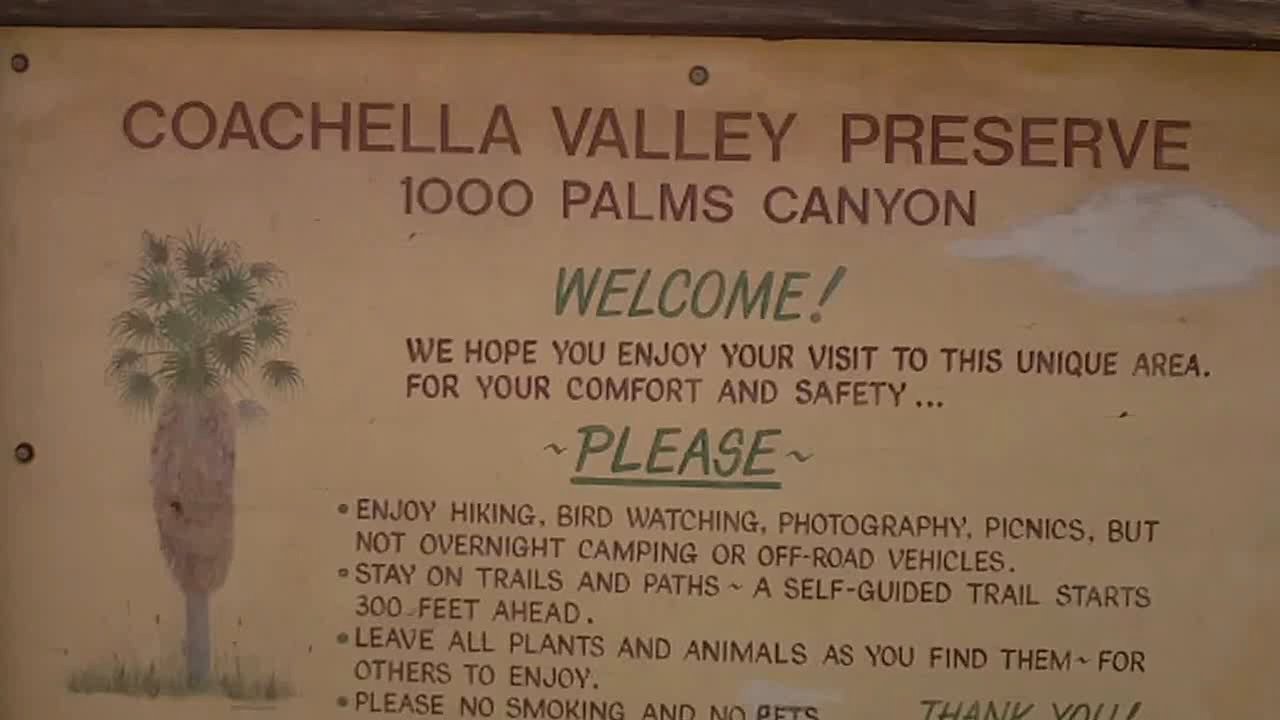 COACHELLA VALLEY PRESERVE
1000 PALMS CANYON
WELCOME!
WE HOPE YOU ENJOY YOUR VISIT TO THIS UNIQUE AREA.
FOR YOUR COMFORT AND SAFETY...
~PLEASE~
• ENJOY HIKING, BIRD WATCHING, PHOTOGRAPHY, PICNICS, BUT
NOT OVERNIGHT CAMPING OR OFF-ROAD VEHICLES.
• STAY ON TRAILS AND PATHS ~ A SELF-GUIDED TRAIL STARTS
300 FEET AHEAD.
• LEAVE ALL PLANTS AND ANIMALS AS YOU FIND THEM ~ FOR
OTHERS TO ENJOY.
• PLEASE NO SMOKING AND NO PETS
THANK YOU!